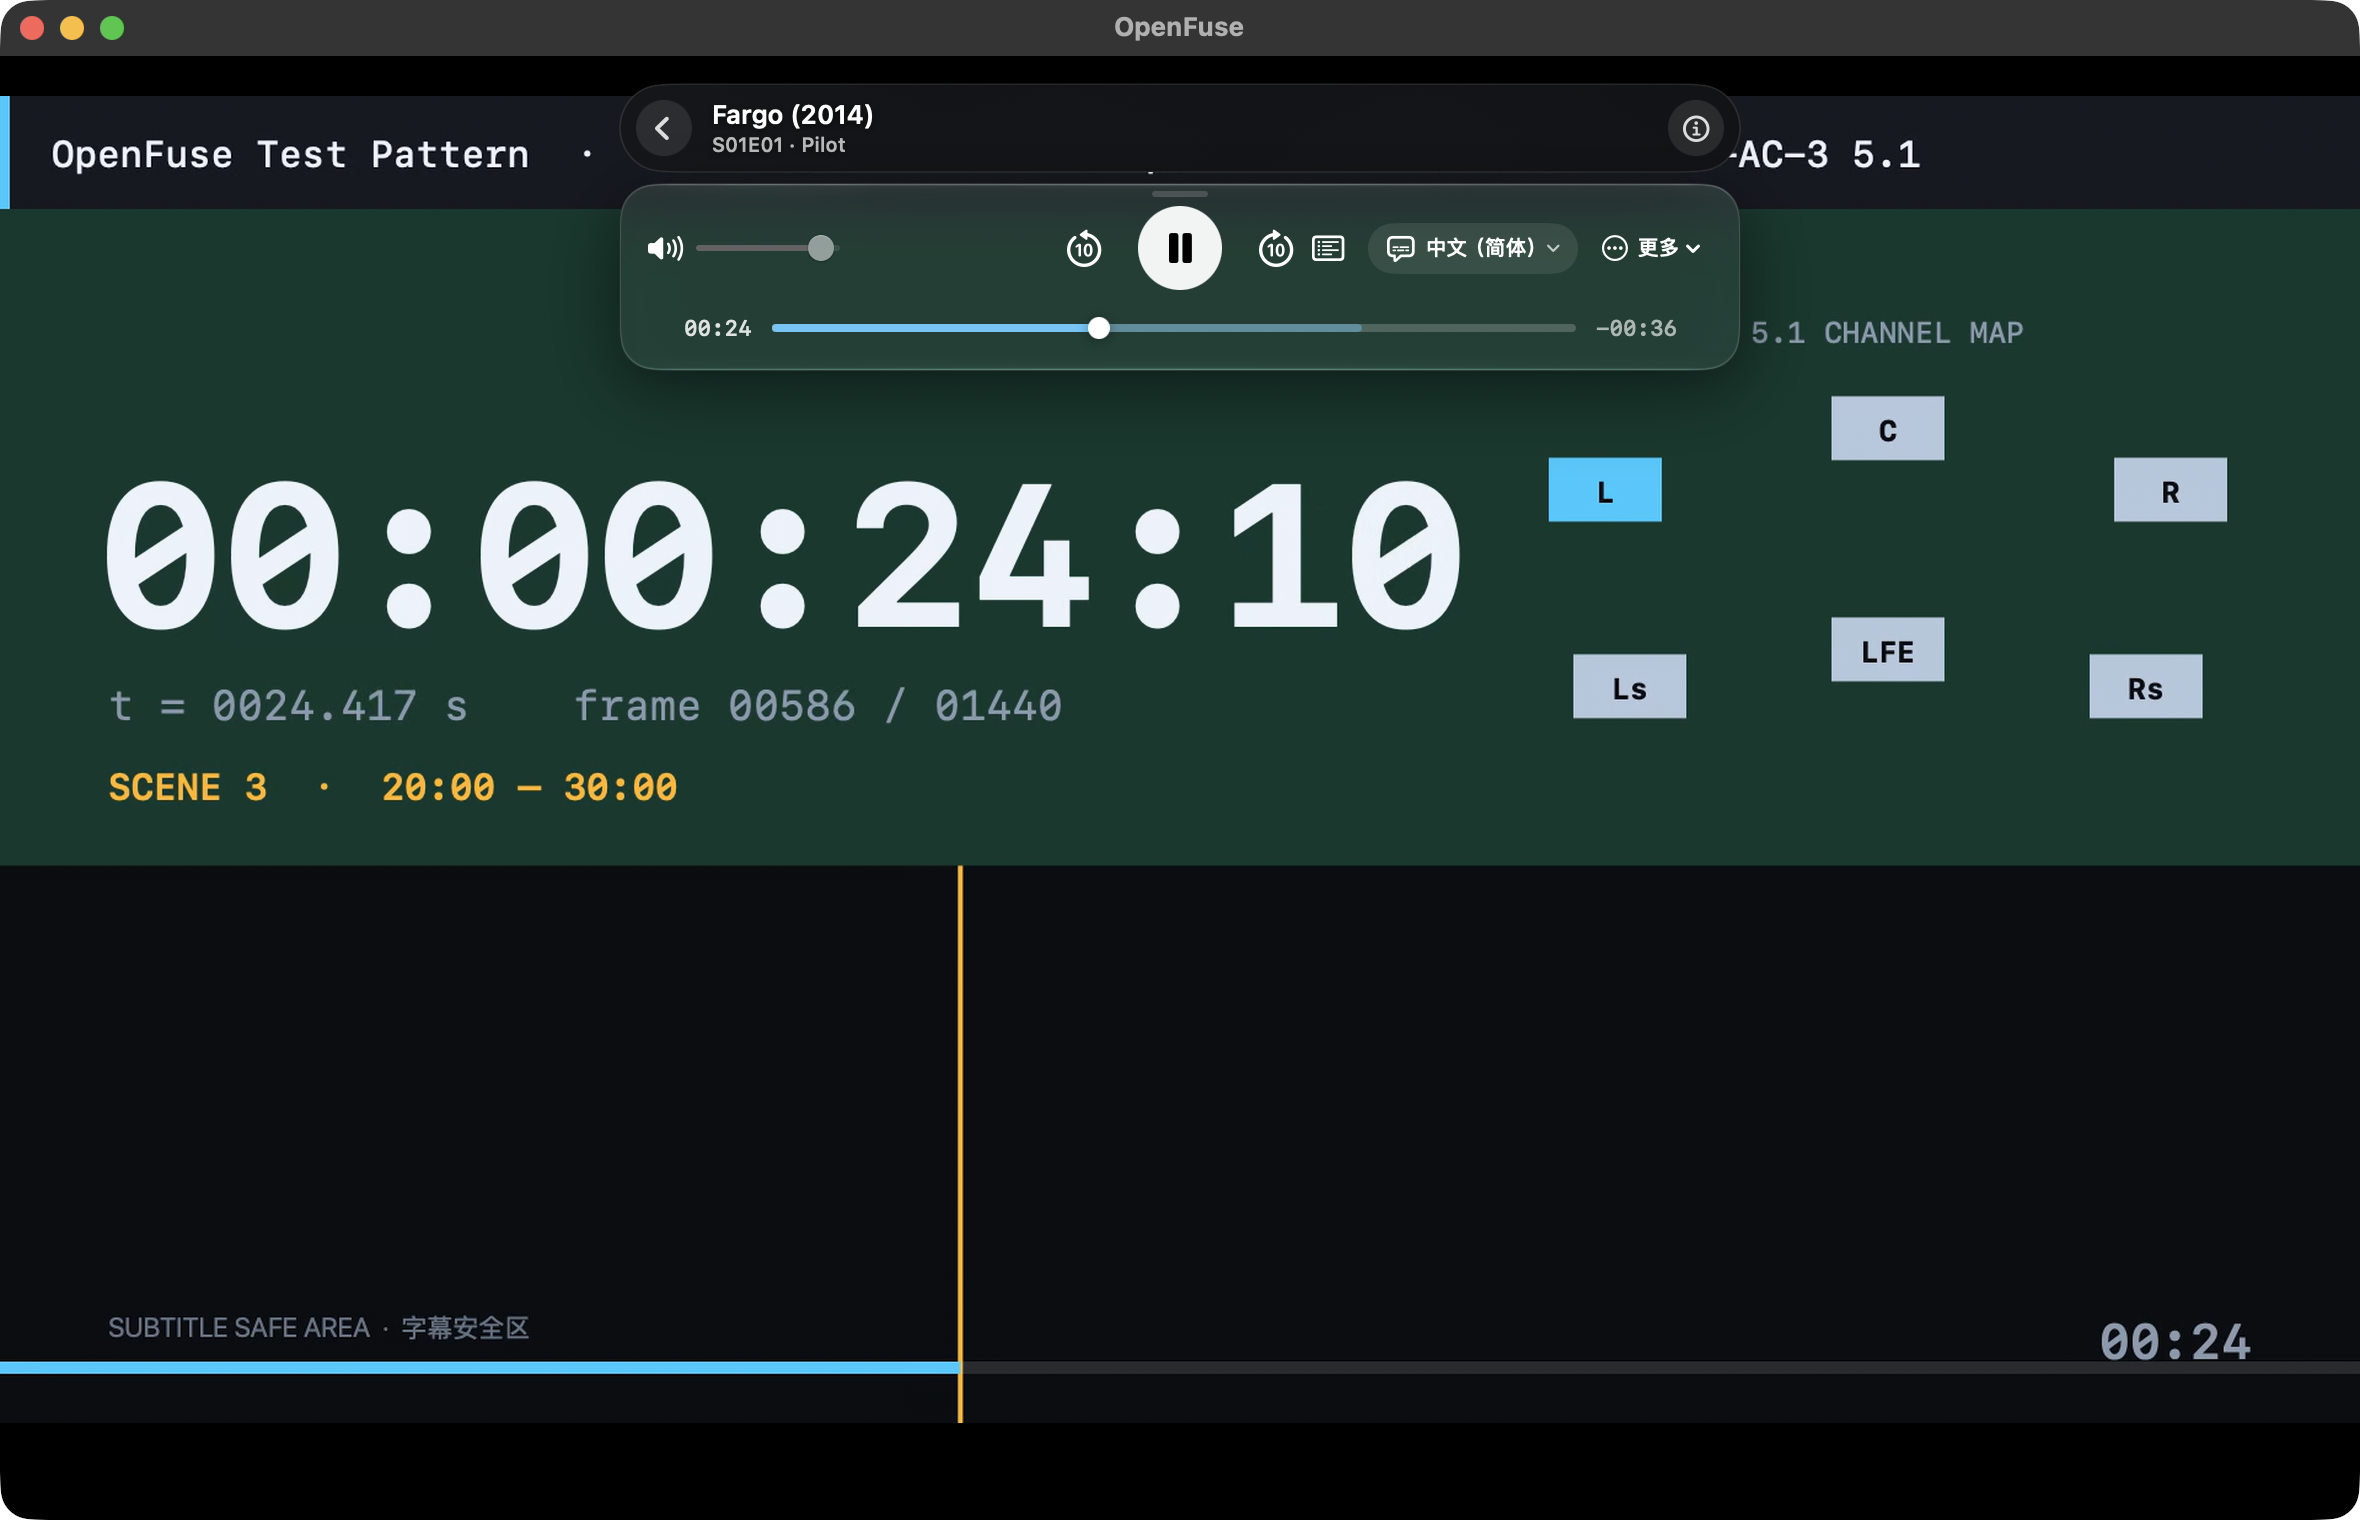 OpenFuse
Fargo (2014)
S01E01 · Pilot
OpenFuse Test Pattern ·
AC-3 5.1
10
10
中文（简体）
更多
00:24
-00:36
5.1 CHANNEL MAP
C
L
R
00:00:24:10
LFE
Ls
Rs
t = 0024.417 s frame 00586 / 01440
SCENE 3 · 20:00 — 30:00
SUBTITLE SAFE AREA · 字幕安全区
00:24